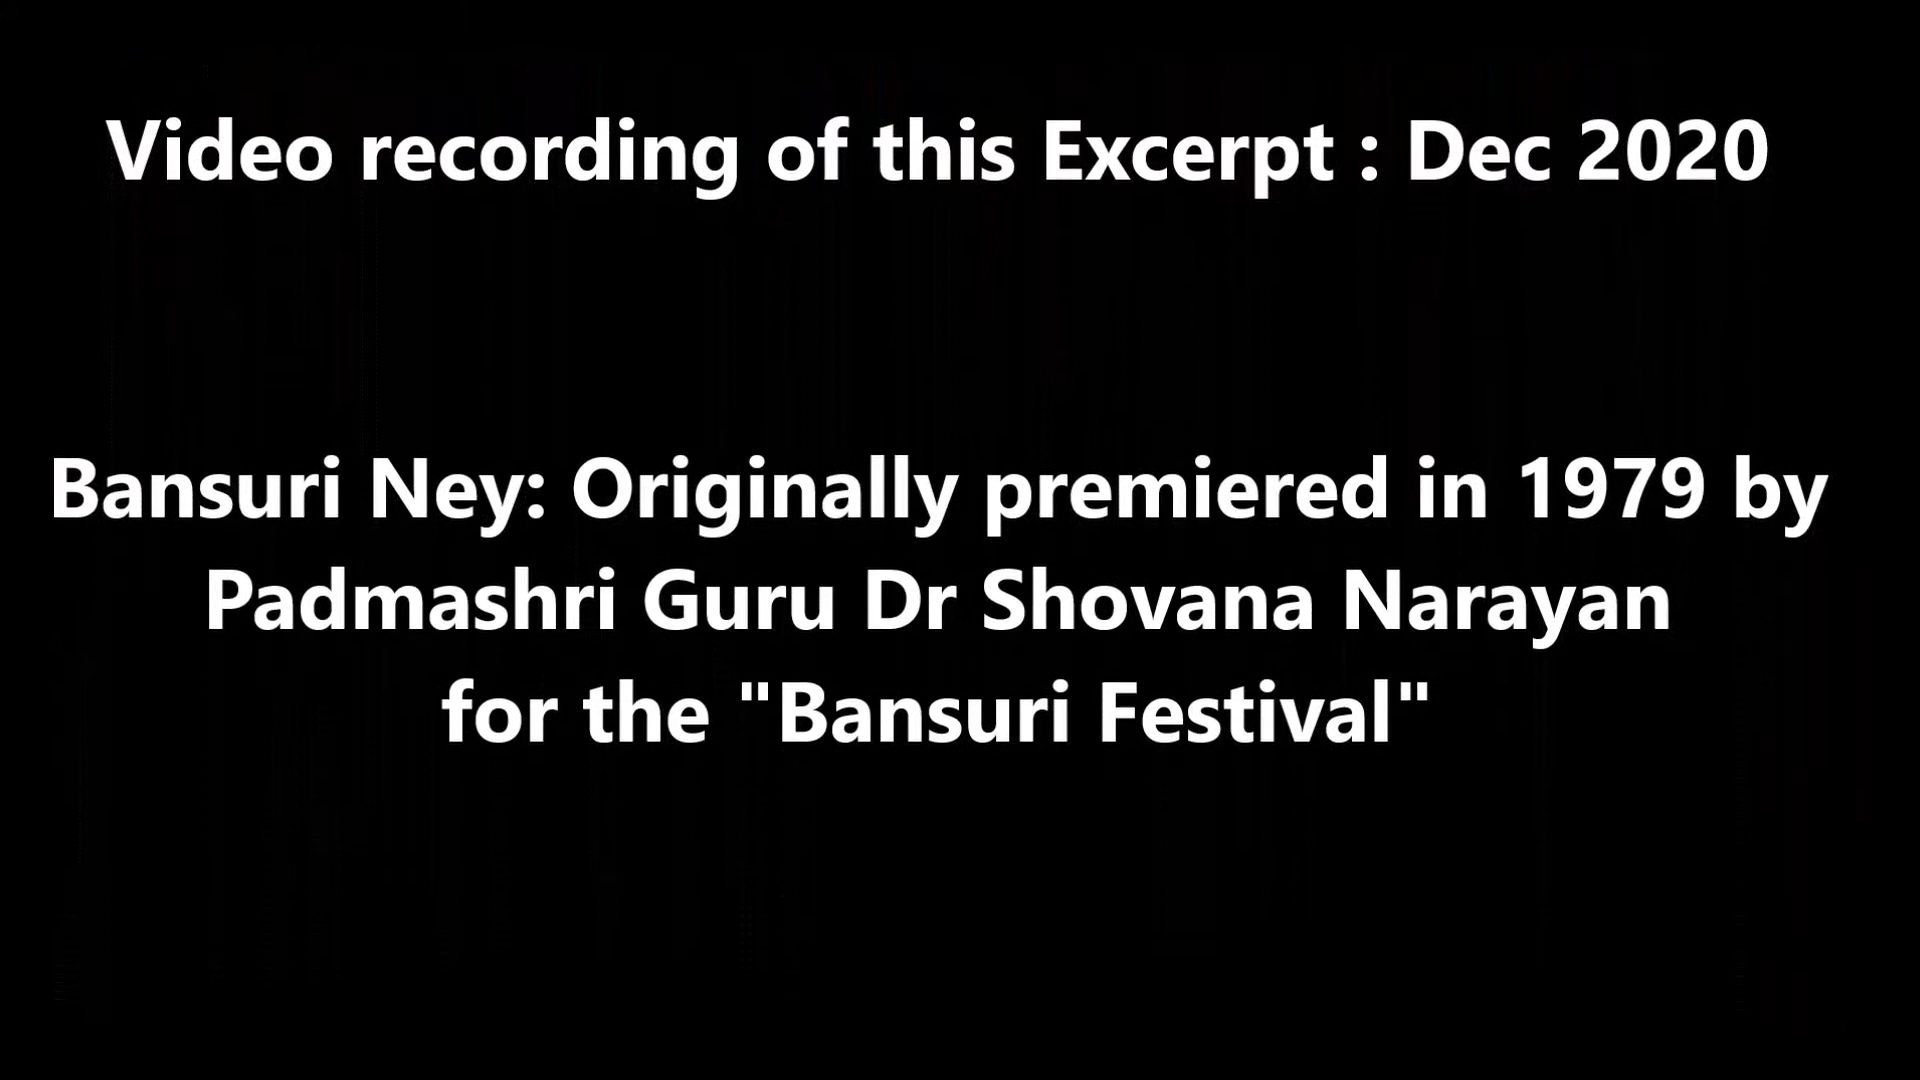 Video recording of this Excerpt : Dec 2020
Bansuri Ney: Originally premiered in 1979 by
Padmashri Guru Dr Shovana Narayan
for the "Bansuri Festival"